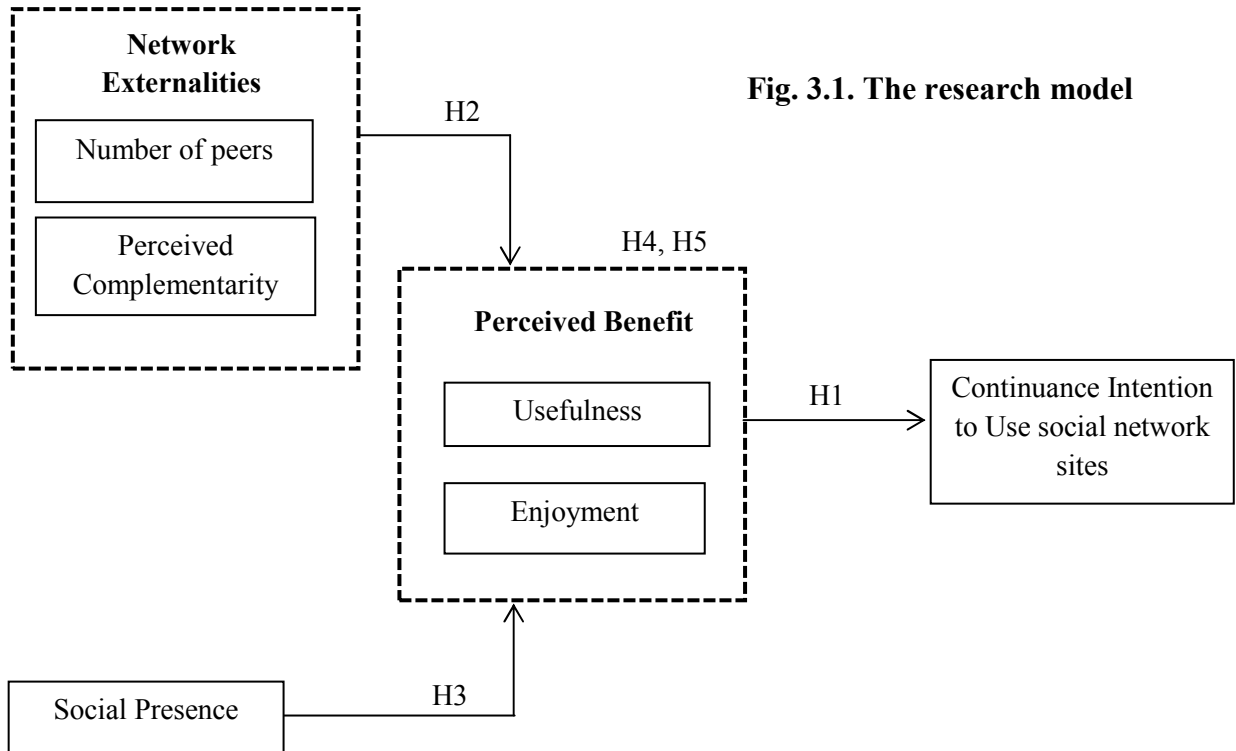 Network
Externalities
Fig. 3.1. The research model
H2
Number of peers
Perceived
Complementarity
H4, H5
Perceived Benefit
Usefulness
Enjoyment
H1
Continuance Intention
to Use social network
sites
H3
Social Presence